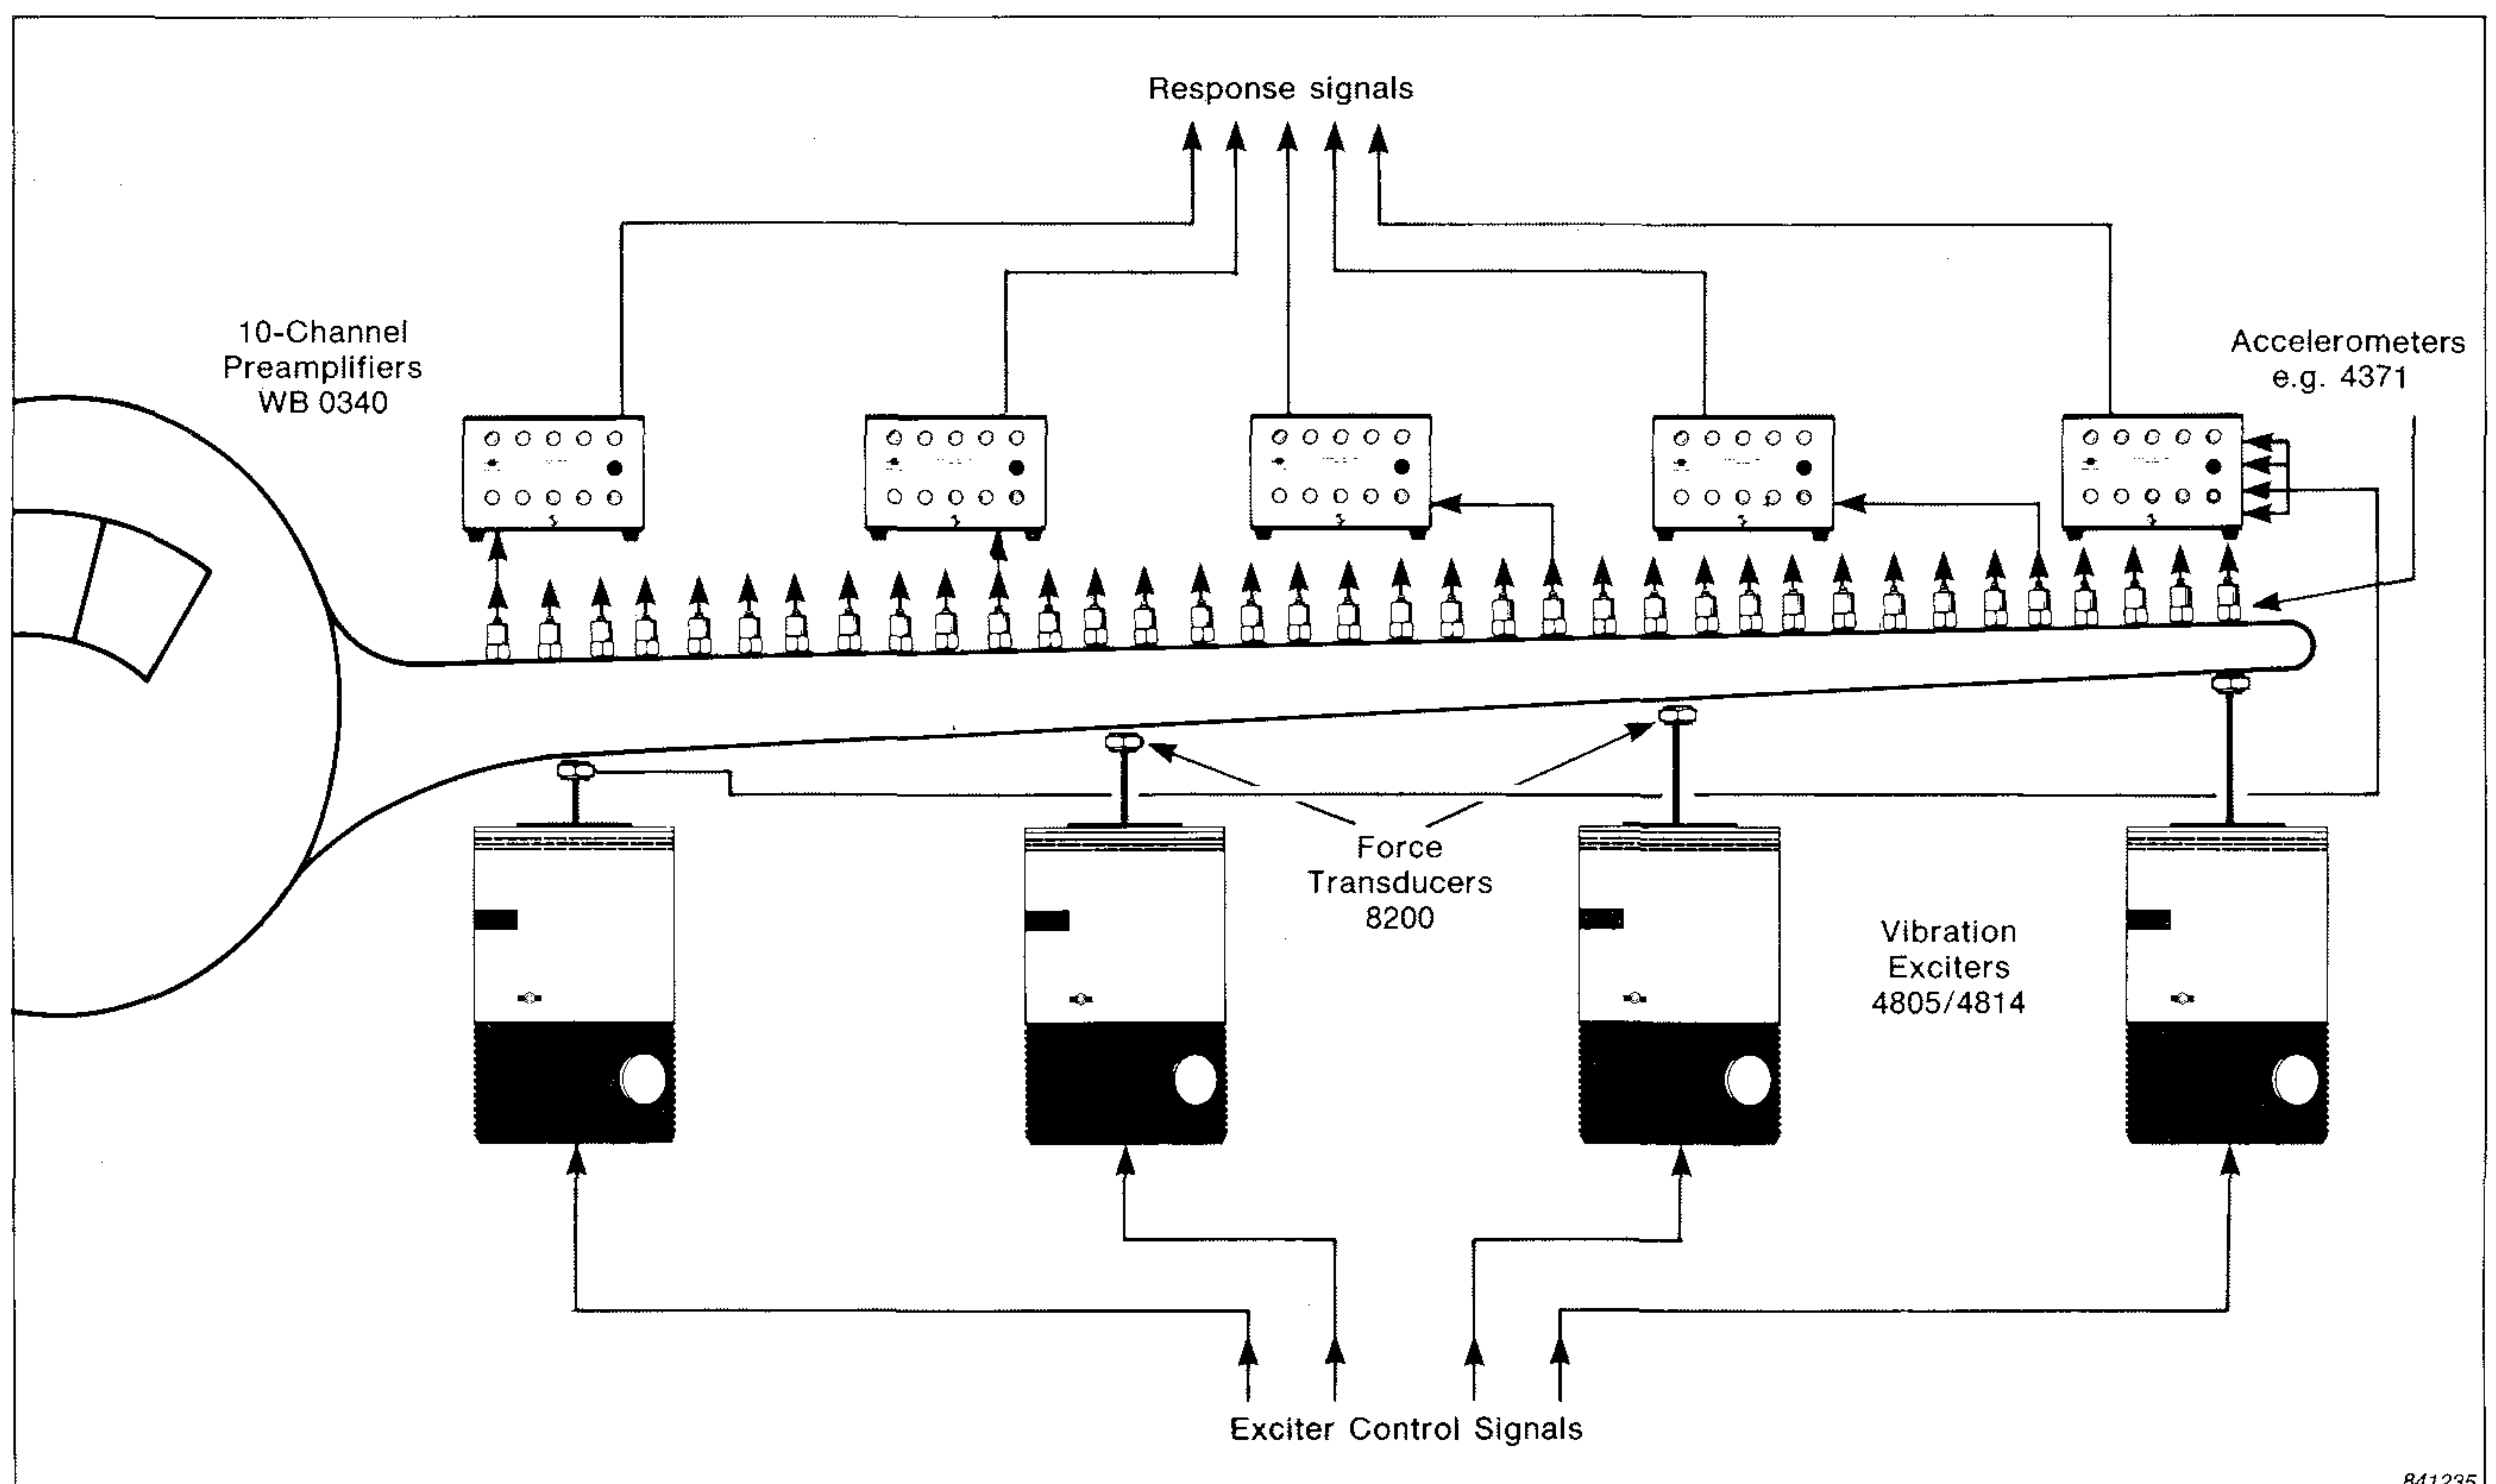 Response signals
10-Channel
Preamplifiers
WB 0340
Accelerometers
e.g. 4371
Force
Transducers
8200
Vibration
Exciters
4805/4814
Exciter Control Signals
841235